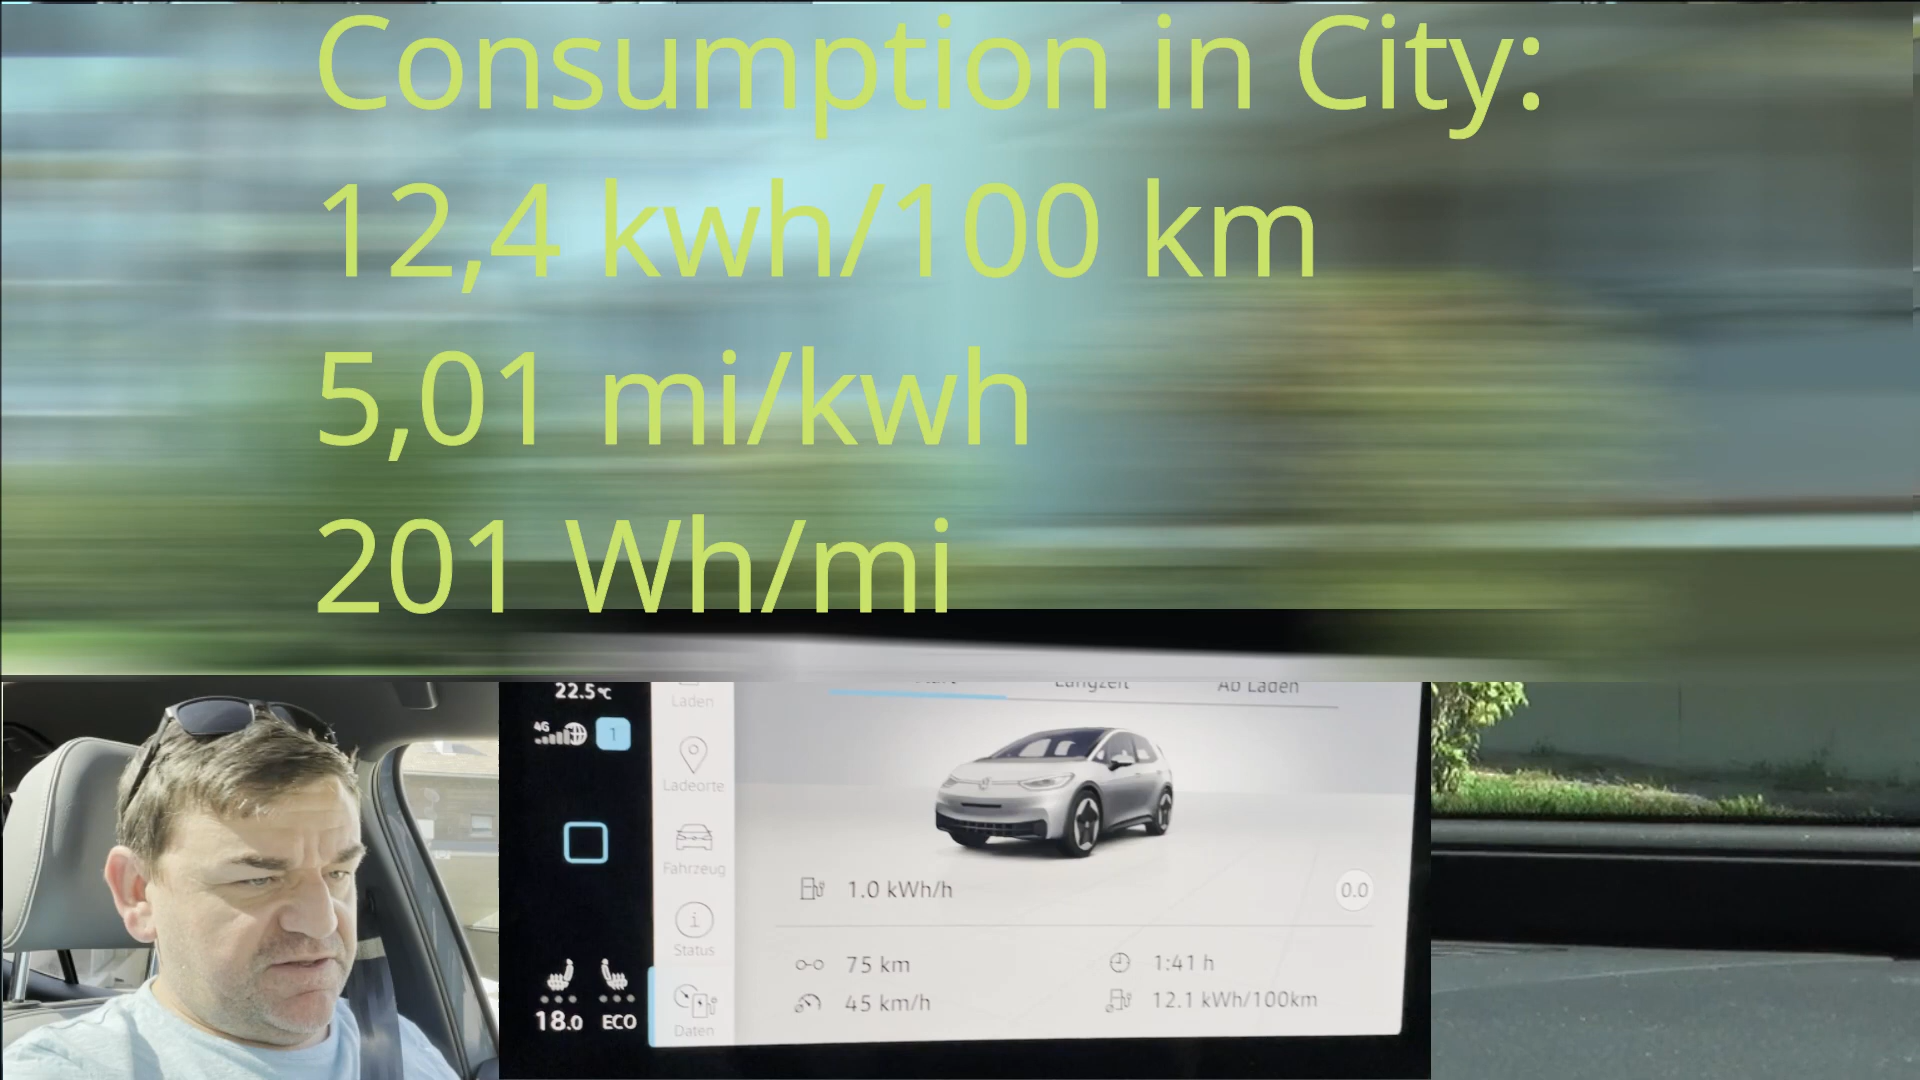 Consumption in City:
12,4 kwh/100 km
5,01 mi/kwh
201 Wh/mi
22.5°C
Laden
Langzeit
Ab Laden
4G
1
Ladeorte
Fahrzeug
1.0 kWh/h
0.0
Status
75 km
1:41 h
45 km/h
12.1 kWh/100km
18.0
ECO
Daten